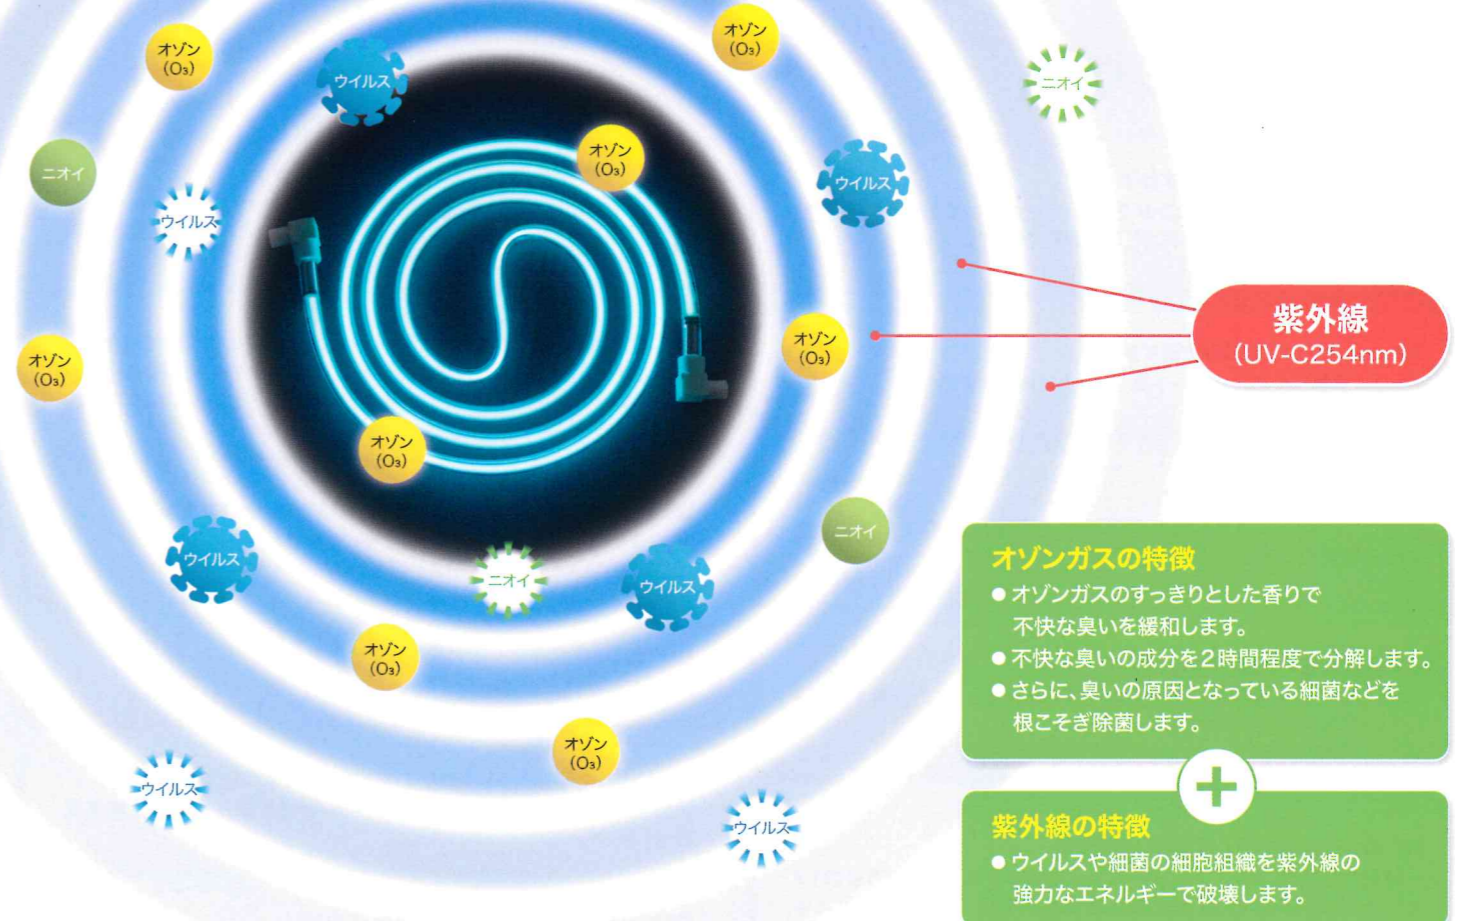 オゾン
(O₃)
オゾン
(O₃)
ウイルス
ニオイ
オゾン
(O₃)
ニオイ
ウイルス
ウイルス
紫外線
(UV-C254nm)
オゾン
(O₃)
オゾン
(O₃)
オゾン
(O₃)
ニオイ
ウイルス
ニオイ
ウイルス
オゾン
(O₃)
オゾン
(O₃)
ウイルス
ウイルス
オゾンガスの特徴
●オゾンガスのすっきりとした香りで
不快な臭いを緩和します。
●不快な臭いの成分を2時間程度で分解します。
●さらに、臭いの原因となっている細菌などを
根こそぎ除菌します。
+
紫外線の特徴
●ウイルスや細菌の細胞組織を紫外線の
強力なエネルギーで破壊します。